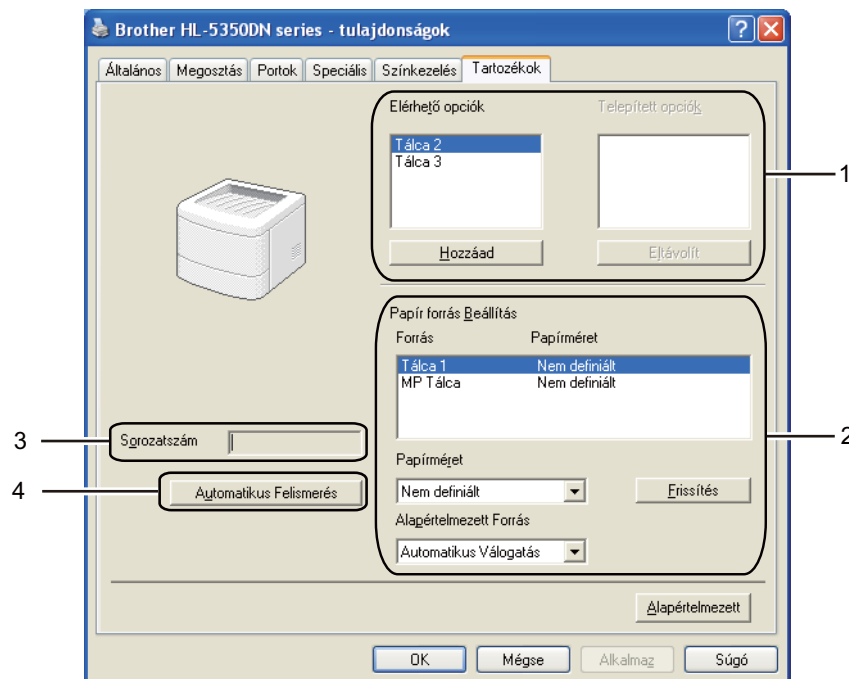 Brother HL-5350DN series - tulajdonságok
Általános Megosztás Portok Speciális Színkezelés Tartozékok
Elérhető opciók Telepített opciók
Tálca 2
Tálca 3
1
Hozzáad Eltávolít
Papír forrás Beállítás
Forrás Papírméret
Tálca 1 Nem definiált
MP Tálca Nem definiált
2
3 Sorozatszám
Papírméret
4 Automatikus Felismerés
Nem definiált Frissítés
Alapértelmezett Forrás
Automatikus Válogatás
Alapértelmezett
OK Mégse Alkalmaz Súgó